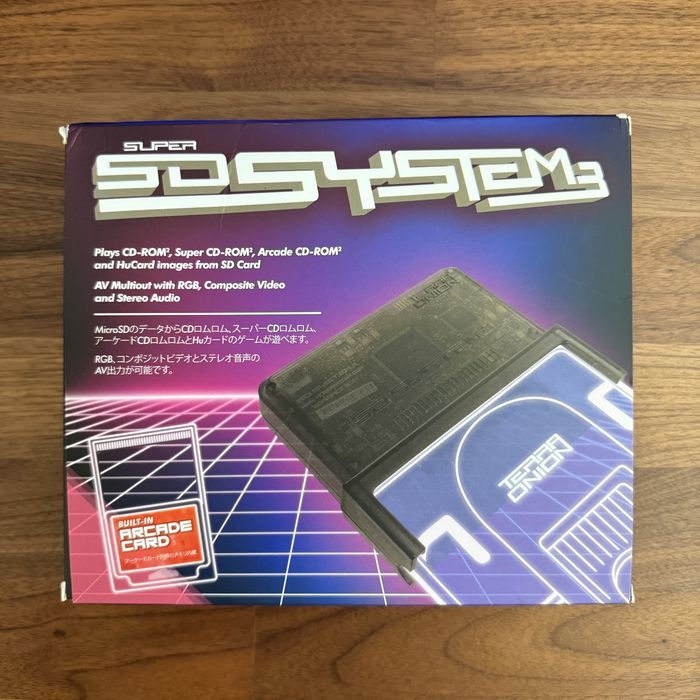 SUPER
SDSYSTEM3
Plays CD-ROM², Super CD-ROM², Arcade CD-ROM²
and HuCard images from SD Card
AV Multiout with RGB, Composite Video
and Stereo Audio
MicroSDのデータからCDロムロム、スーパーCDロムロム、
アーケードCDロムロムとHuカードのゲームが遊べます。
RGB、コンポジットビデオとステレオ音声の
AV出力が可能です。
TERRA
ONION
TERRA
ONION
BUILT-IN
ARCADE
CARD